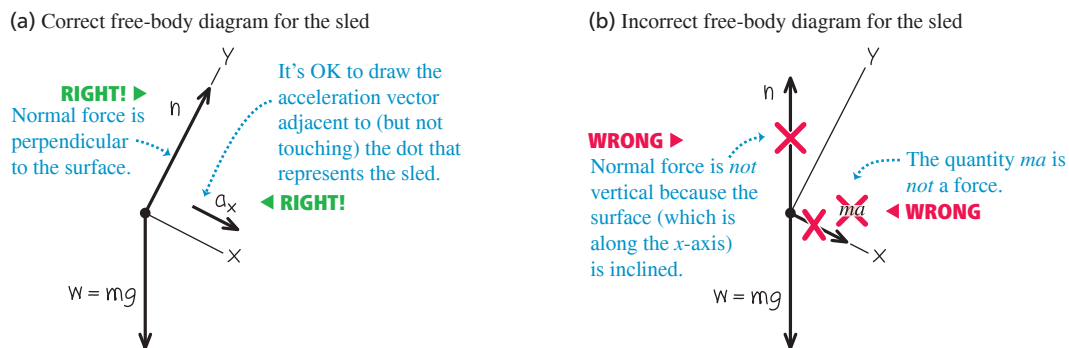 (a) Correct free-body diagram for the sled
y
RIGHT!
n
Normal force is
perpendicular
to the surface.
It's OK to draw the
acceleration vector
adjacent to (but not
touching) the dot that
represents the sled.
ax
RIGHT!
x
w = mg
(b) Incorrect free-body diagram for the sled
y
n
WRONG
Normal force is not
vertical because the
surface (which is
along the x-axis)
is inclined.
The quantity ma is
not a force.
ma
WRONG
x
w = mg